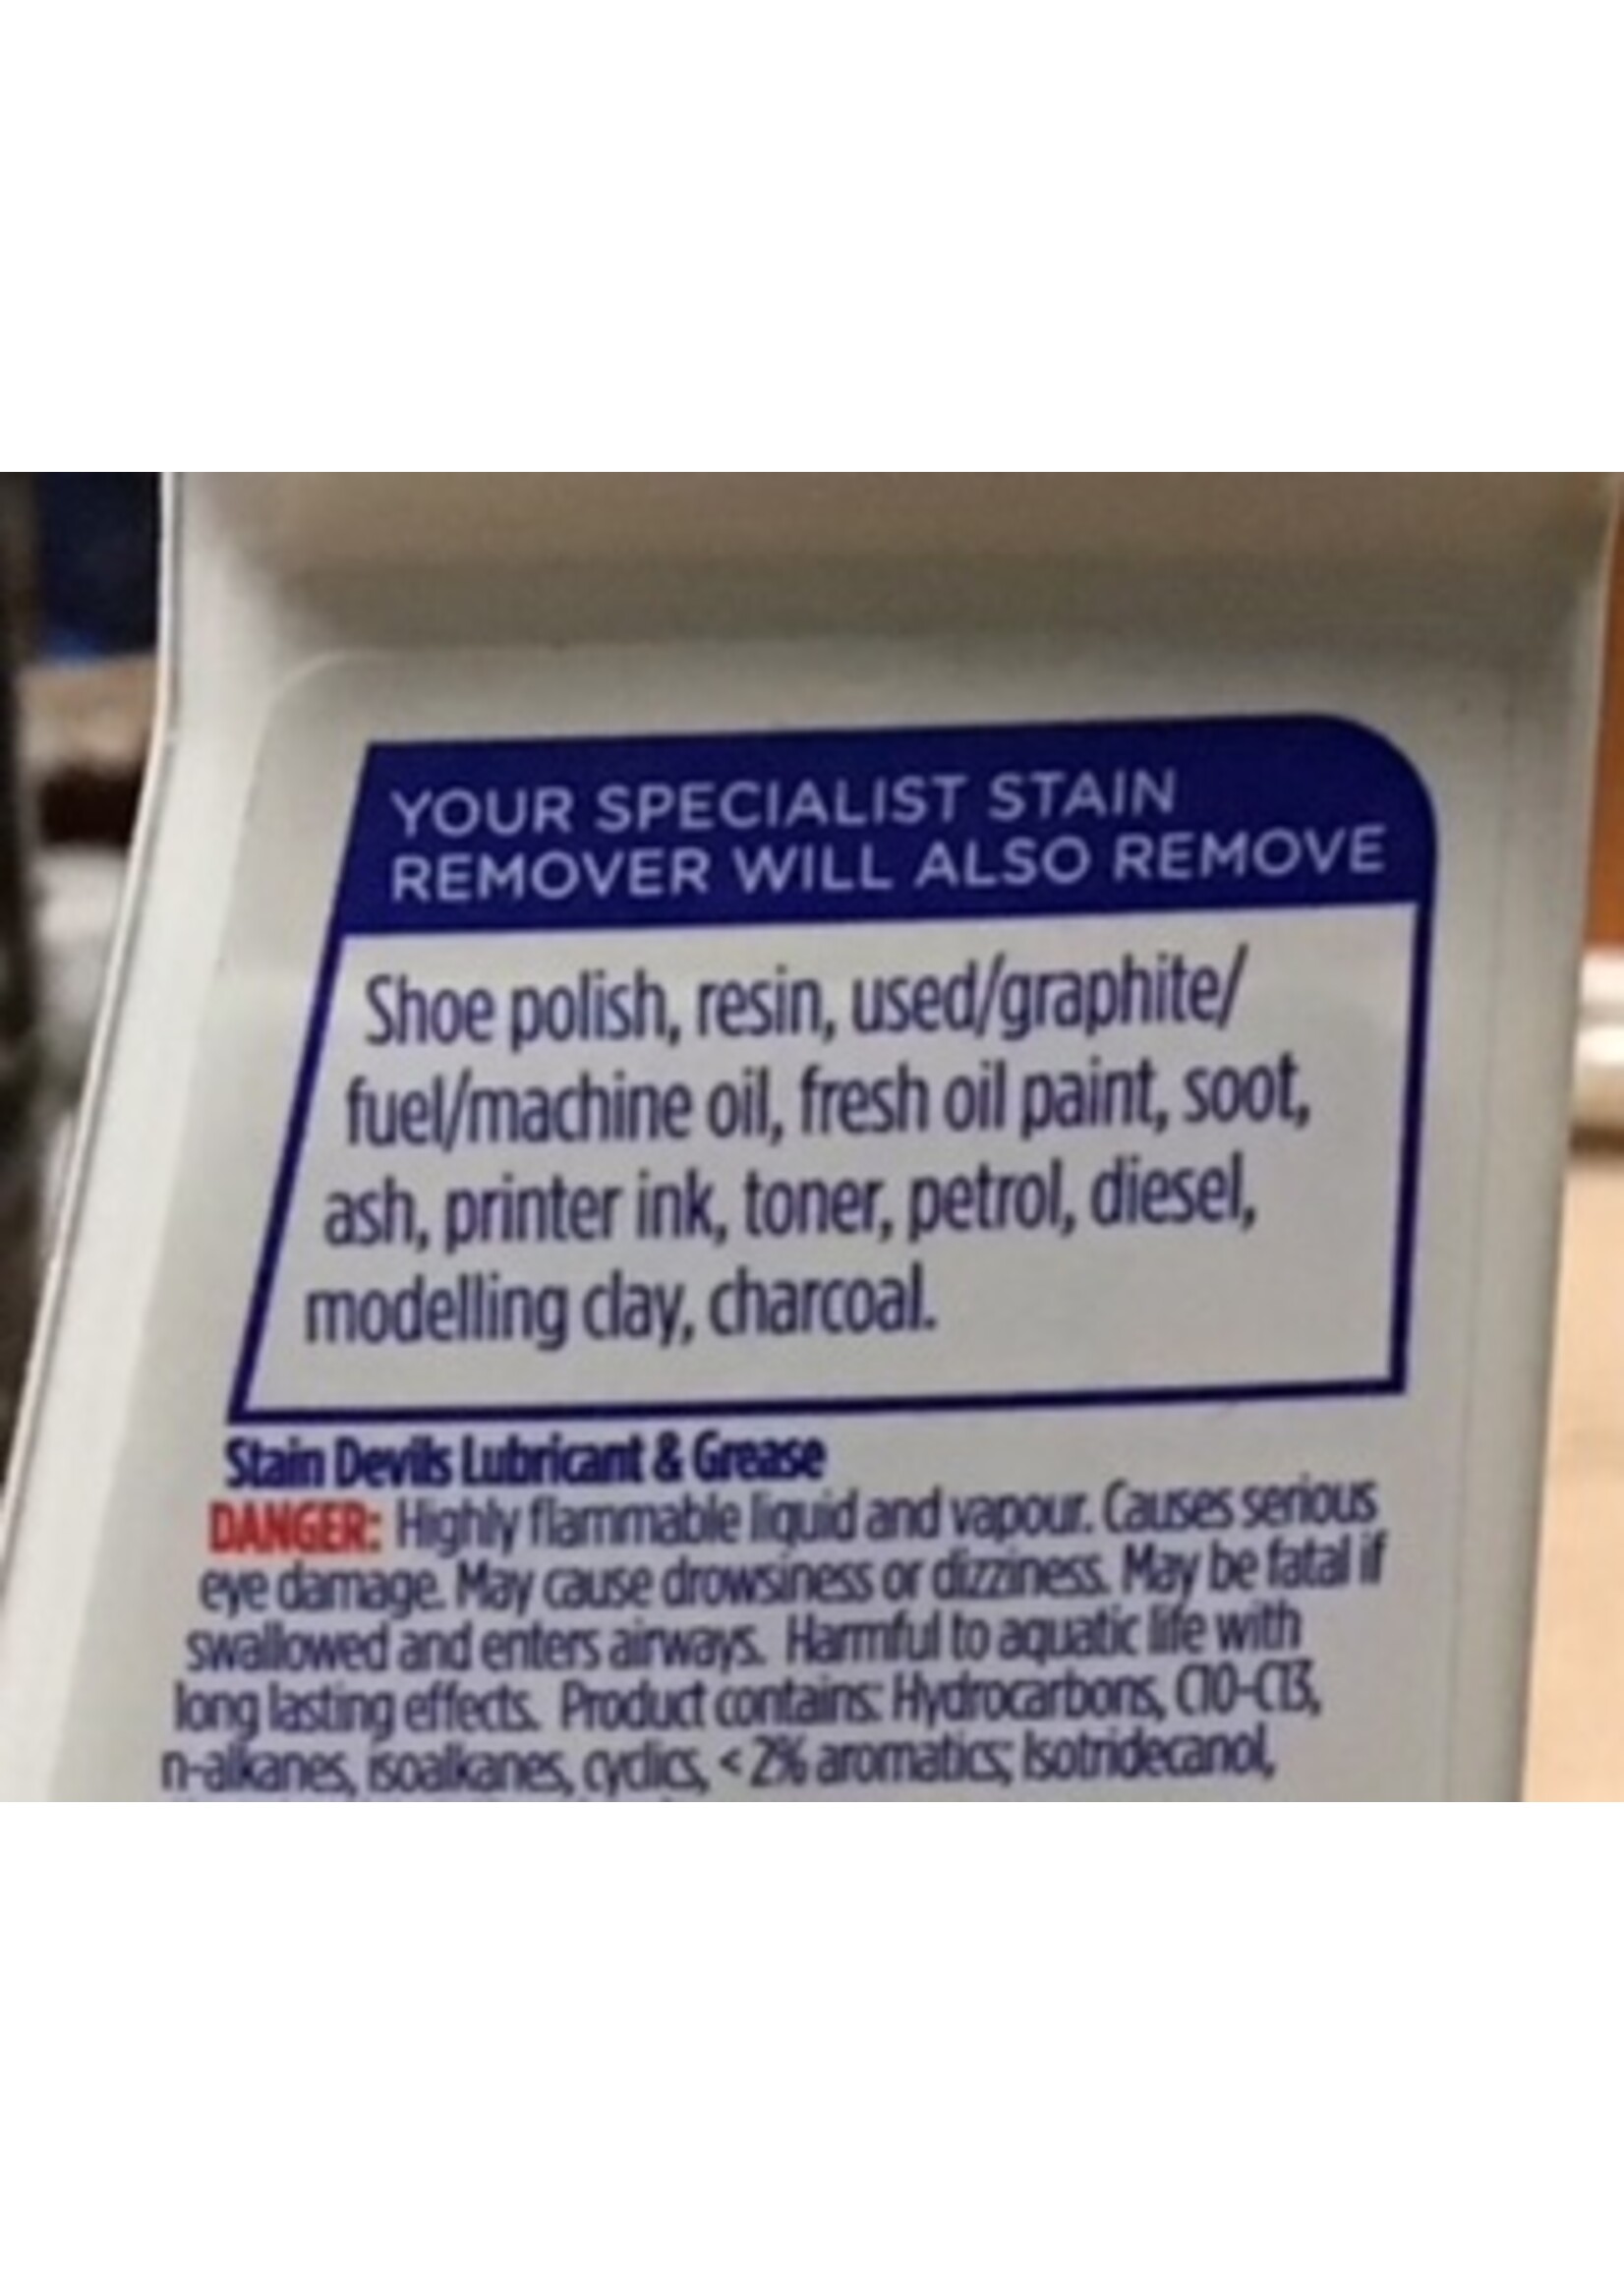 YOUR SPECIALIST STAIN
REMOVER WILL ALSO REMOVE
Shoe polish, resin, used/graphite/
fuel/machine oil, fresh oil paint, soot,
ash, printer ink, toner, petrol, diesel,
modelling clay, charcoal.
Stain Devils Lubricant & Grease
DANGER: Highly flammable liquid and vapour. Causes serious
eye damage. May cause drowsiness or dizziness. May be fatal if
swallowed and enters airways. Harmful to aquatic life with
long lasting effects. Product contains: Hydrocarbons, C10-C13,
n-alkanes, isoalkanes, cyclics, < 2% aromatics; Isotridecanol,